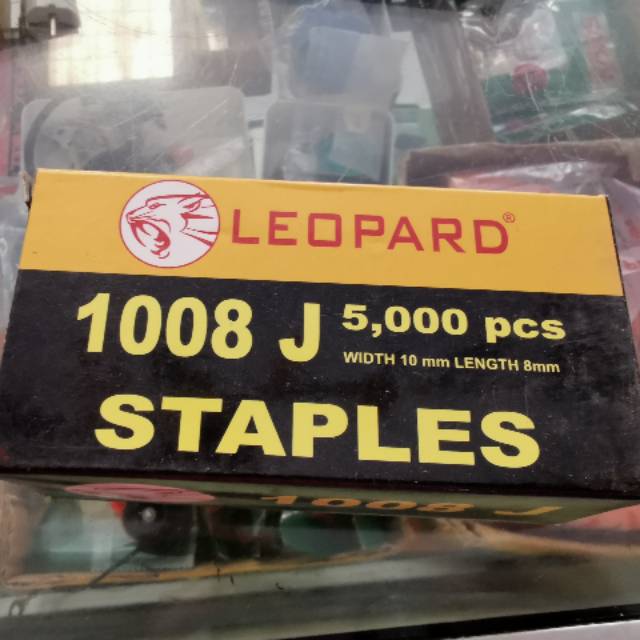 LEOPARD®
1008 J
5,000 pcs
WIDTH 10 mm LENGTH 8mm
STAPLES
1008 J